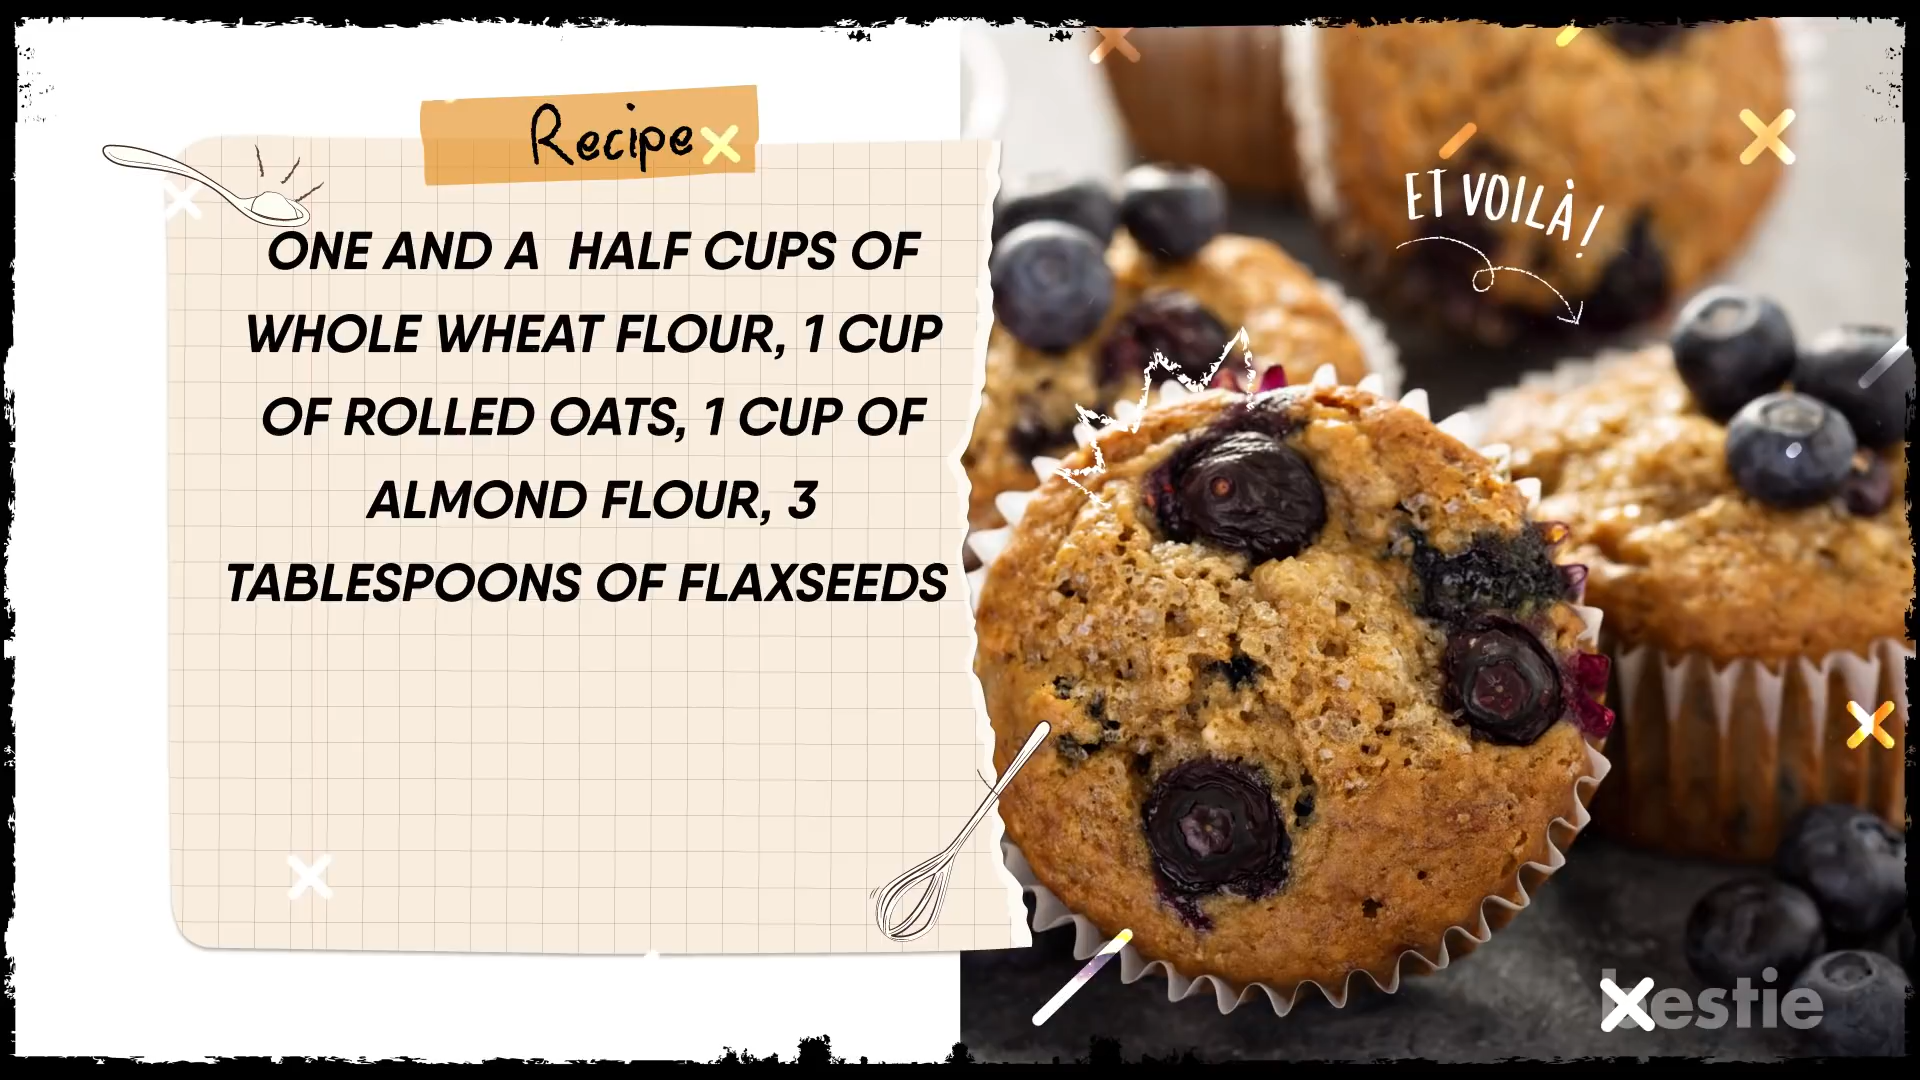 Recipe
ONE AND A HALF CUPS OF
WHOLE WHEAT FLOUR, 1 CUP
OF ROLLED OATS, 1 CUP OF
ALMOND FLOUR, 3
TABLESPOONS OF FLAXSEEDS
ET VOILÀ!
bestie